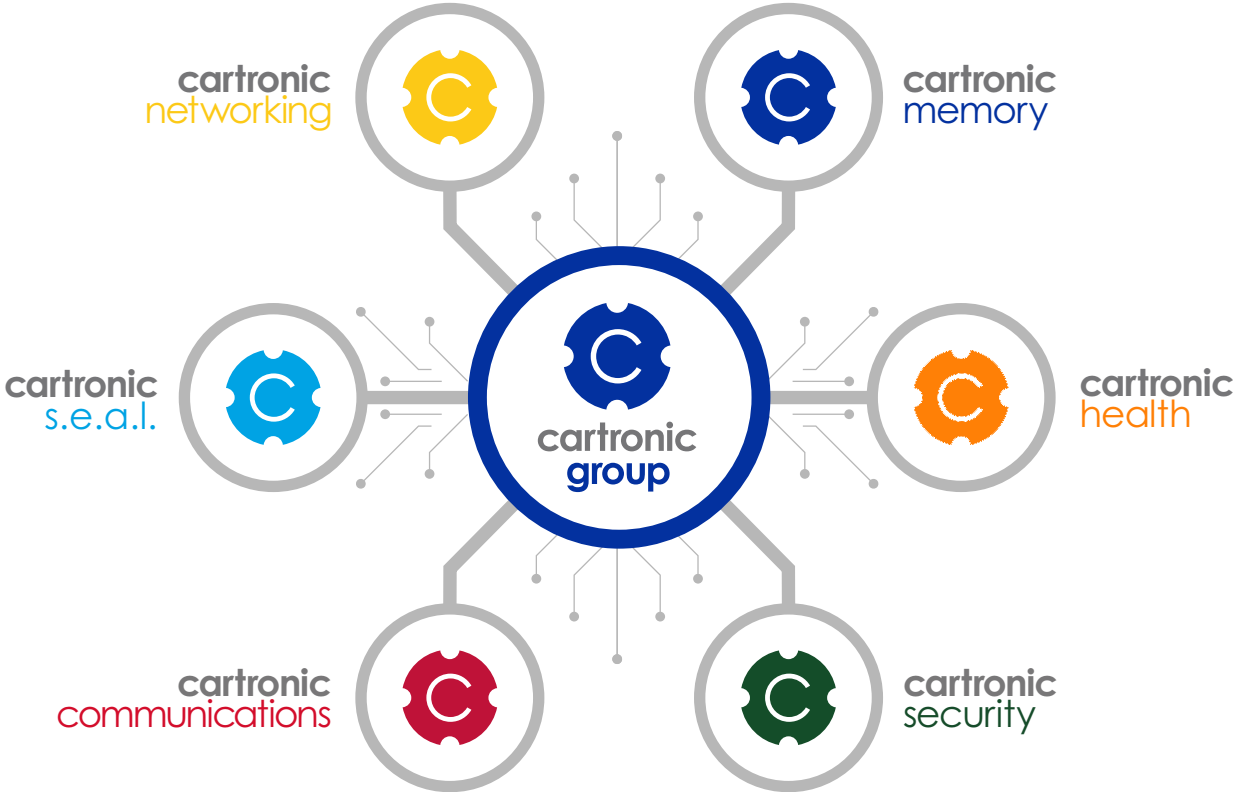 cartronic
networking
cartronic
memory
cartronic
s.e.a.l.
cartronic
group
cartronic
health
cartronic
communications
cartronic
security